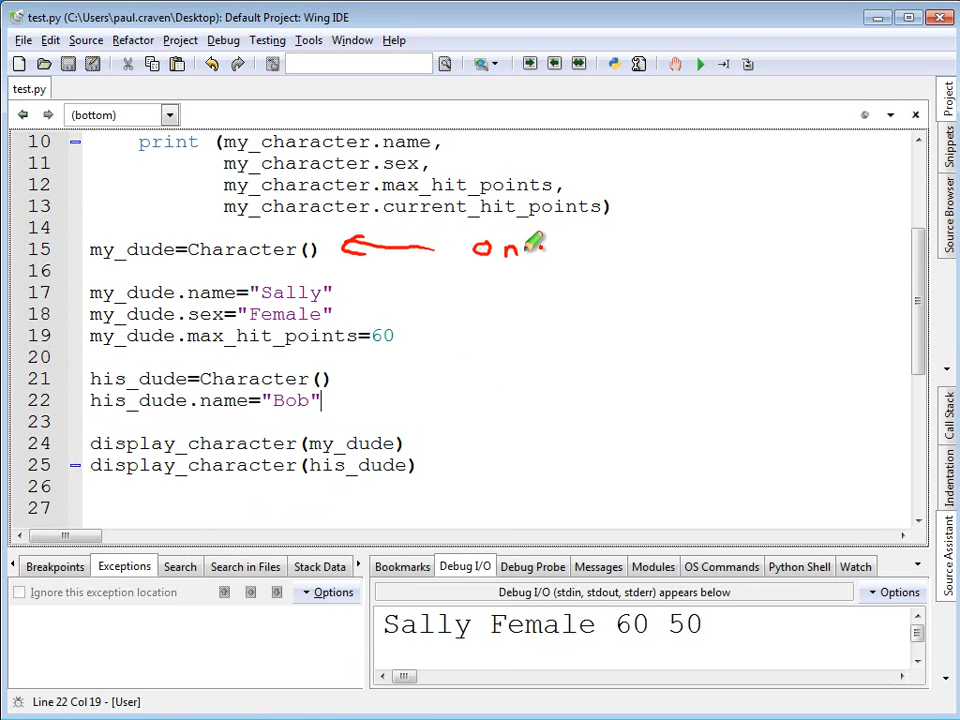 test.py (C:\Users\paul.craven\Desktop): Default Project: Wing IDE
File Edit Source Refactor Project Debug Testing Tools Window Help
test.py
(bottom)
10 print (my_character.name,
11 my_character.sex,
12 my_character.max_hit_points,
13 my_character.current_hit_points)
14
15 my_dude=Character() on
16
17 my_dude.name="Sally"
18 my_dude.sex="Female"
19 my_dude.max_hit_points=60
20
21 his_dude=Character()
22 his_dude.name="Bob"
23
24 display_character(my_dude)
25 display_character(his_dude)
26
27
Project
Snippets
Source Browser
Call Stack
Indentation
Source Assistant
Breakpoints Exceptions Search Search in Files Stack Data
Ignore this exception location Options
Bookmarks Debug I/O Debug Probe Messages Modules OS Commands Python Shell Watch
Debug I/O (stdin, stdout, stderr) appears below Options
Sally Female 60 50
Line 22 Col 19 - [User]